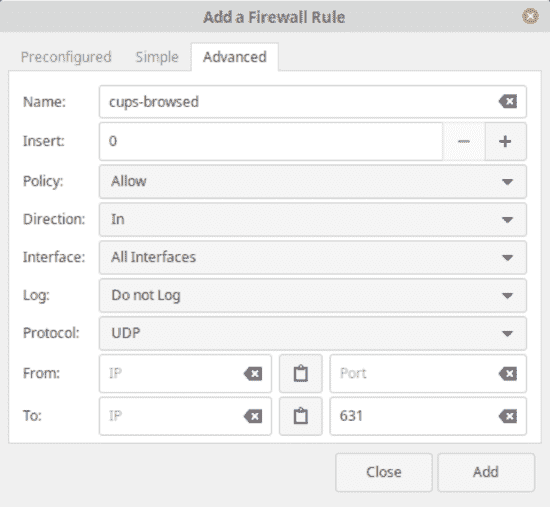 Add a Firewall Rule
Preconfigured Simple Advanced
Name: cups-browsed
Insert: 0
Policy: Allow
Direction: In
Interface: All Interfaces
Log: Do not Log
Protocol: UDP
From: IP Port
To: IP 631
Close Add